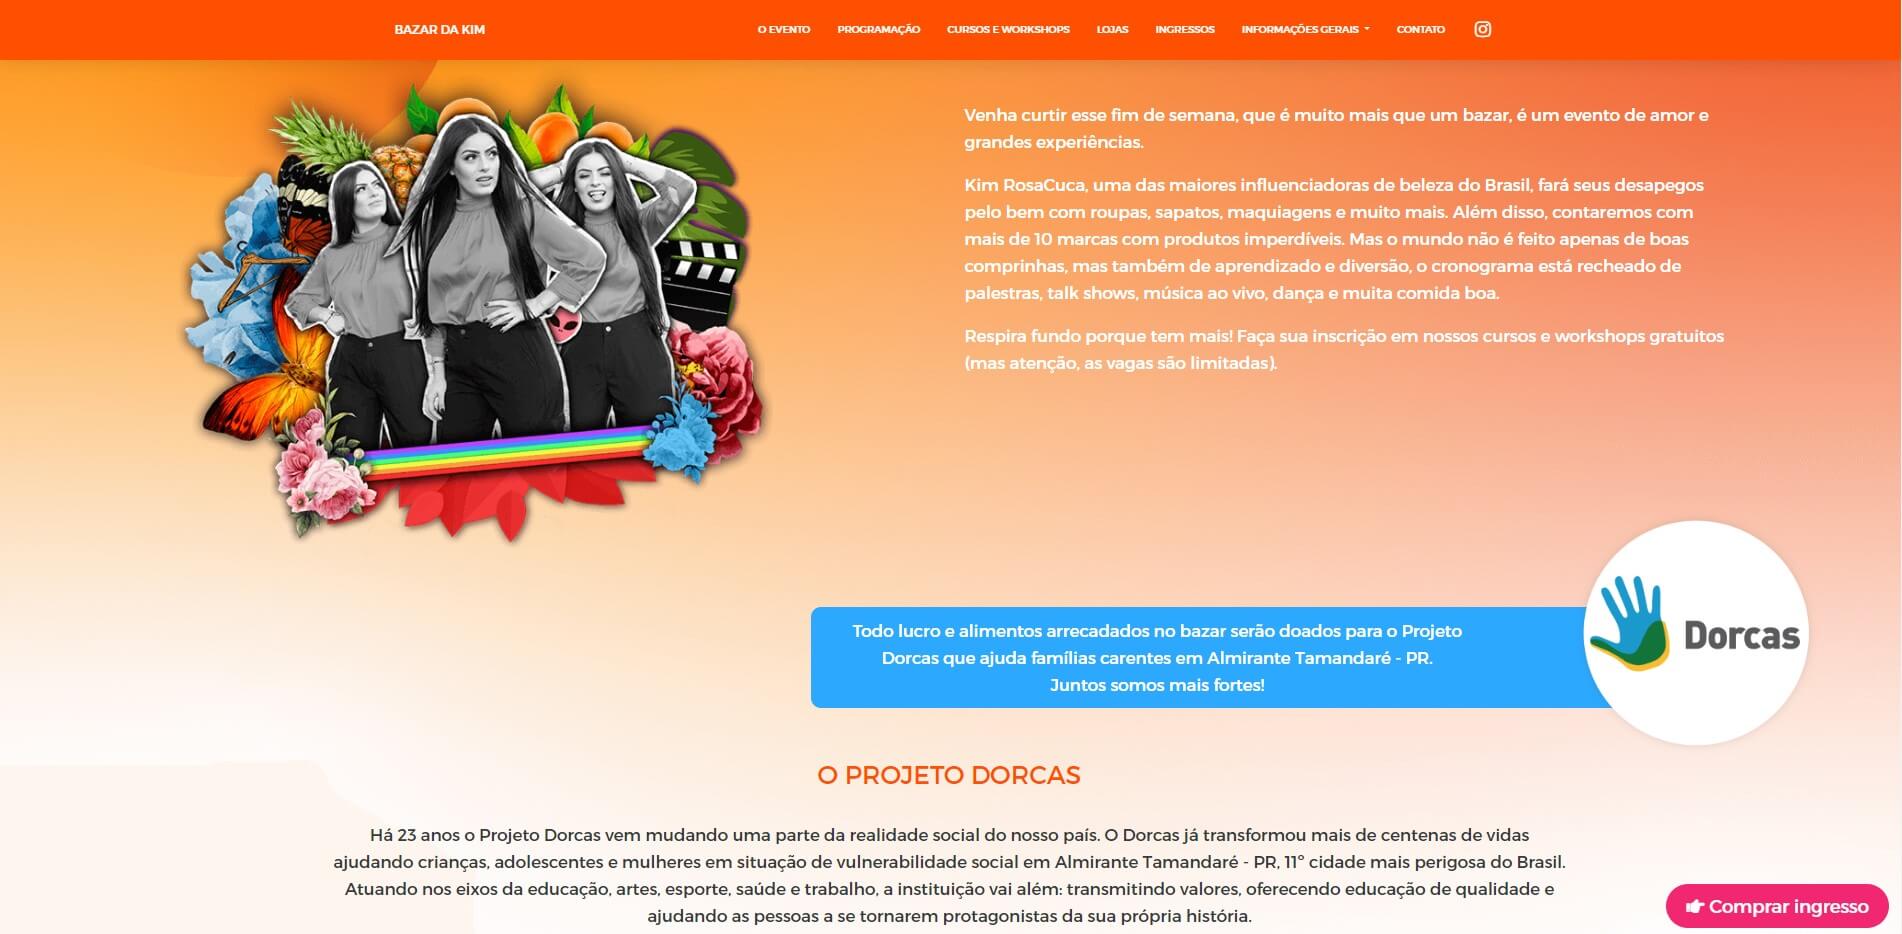 BAZAR DA KIM
O EVENTO
PROGRAMAÇÃO
CURSOS E WORKSHOPS
LOJAS
INGRESSOS
INFORMAÇÕES GERAIS
CONTATO
Venha curtir esse fim de semana, que é muito mais que um bazar, é um evento de amor e
grandes experiências.
Kim RosaCuca, uma das maiores influenciadoras de beleza do Brasil, fará seus desapegos
pelo bem com roupas, sapatos, maquiagens e muito mais. Além disso, contaremos com
mais de 10 marcas com produtos imperdíveis. Mas o mundo não é feito apenas de boas
comprinhas, mas também de aprendizado e diversão, o cronograma está recheado de
palestras, talk shows, música ao vivo, dança e muita comida boa.
Respira fundo porque tem mais! Faça sua inscrição em nossos cursos e workshops gratuitos
(mas atenção, as vagas são limitadas).
Todo lucro e alimentos arrecadados no bazar serão doados para o Projeto
Dorcas que ajuda famílias carentes em Almirante Tamandaré - PR.
Juntos somos mais fortes!
Dorcas
O PROJETO DORCAS
Há 23 anos o Projeto Dorcas vem mudando uma parte da realidade social do nosso país. O Dorcas já transformou mais de centenas de vidas
ajudando crianças, adolescentes e mulheres em situação de vulnerabilidade social em Almirante Tamandaré - PR, 11º cidade mais perigosa do Brasil.
Atuando nos eixos da educação, artes, esporte, saúde e trabalho, a instituição vai além: transmitindo valores, oferecendo educação de qualidade e
ajudando as pessoas a se tornarem protagonistas da sua própria história.
Comprar ingresso